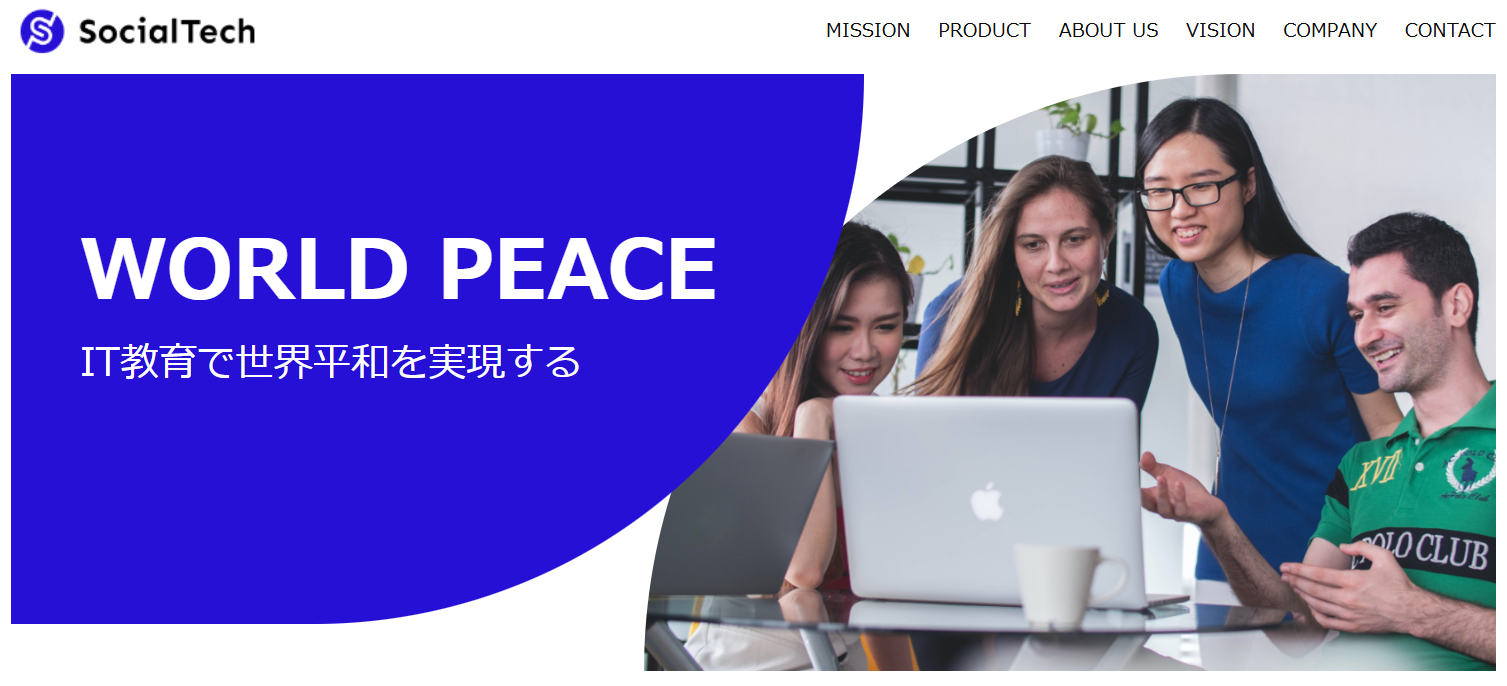 SocialTech
MISSION PRODUCT ABOUT US VISION COMPANY CONTACT
WORLD PEACE
IT教育で世界平和を実現する
XVII
POLO CLUB